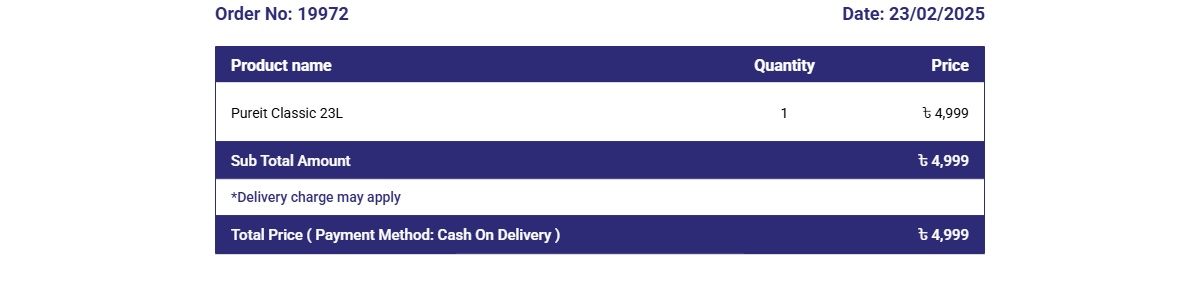 Order No: 19972 Date: 23/02/2025
Product name Quantity Price
Pureit Classic 23L 1 ৳ 4,999
Sub Total Amount ৳ 4,999
*Delivery charge may apply
Total Price ( Payment Method: Cash On Delivery ) ৳ 4,999